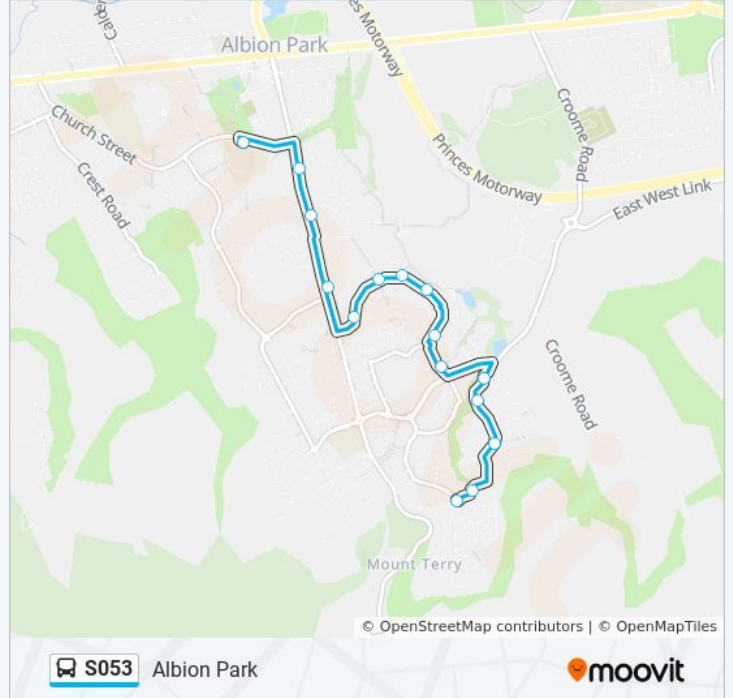 Albion Park
Princes Motorway
Church Street
Crest Road
Croome Road
Princes Motorway
East West Link
Croome Road
Mount Terry
© OpenStreetMap contributors | © OpenMapTiles
S053 Albion Park
moovit